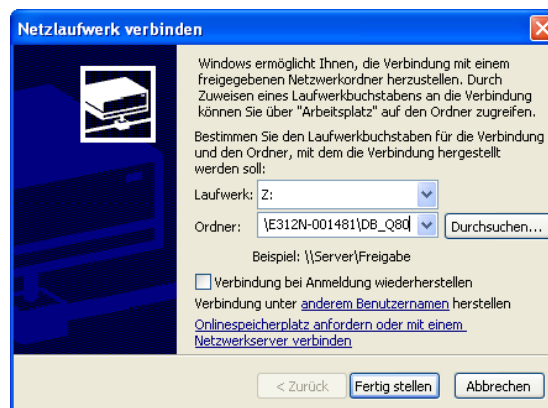 Netzlaufwerk verbinden
Windows ermöglicht Ihnen, die Verbindung mit einem
freigegebenen Netzwerkordner herzustellen. Durch
Zuweisen eines Laufwerkbuchstabens an die Verbindung
können Sie über "Arbeitsplatz" auf den Ordner zugreifen.
Bestimmen Sie den Laufwerkbuchstaben für die Verbindung
und den Ordner, mit dem die Verbindung hergestellt
werden soll:
Laufwerk: Z:
Ordner: \E312N-001481\DB_Q80 Durchsuchen...
Beispiel: \\Server\Freigabe
Verbindung bei Anmeldung wiederherstellen
Verbindung unter anderem Benutzernamen herstellen
Onlinespeicherplatz anfordern oder mit einem
Netzwerkserver verbinden
< Zurück Fertig stellen Abbrechen